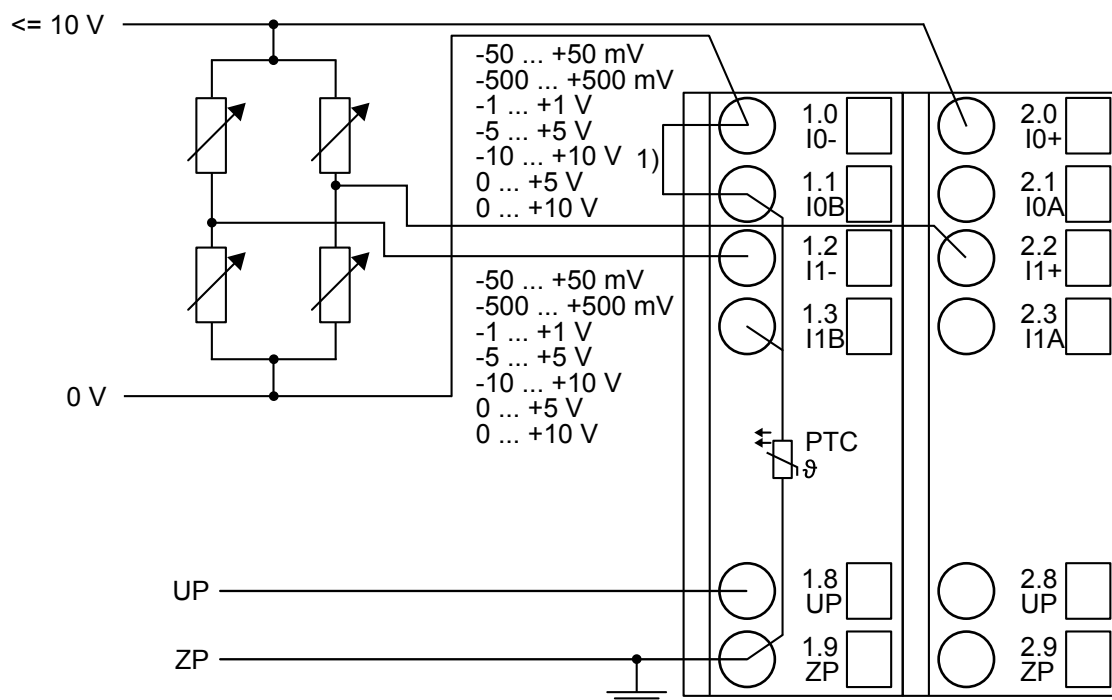 <= 10 V
-50 ... +50 mV
-500 ... +500 mV
-1 ... +1 V
-5 ... +5 V
-10 ... +10 V
0 ... +5 V
0 ... +10 V
1)
1.0
I0-
2.0
I0+
1.1
I0B
2.1
I0A
1.2
I1-
2.2
I1+
1.3
I1B
2.3
I1A
-50 ... +50 mV
-500 ... +500 mV
-1 ... +1 V
-5 ... +5 V
-10 ... +10 V
0 ... +5 V
0 ... +10 V
0 V
PTC
ϑ
UP
1.8
UP
2.8
UP
ZP
1.9
ZP
2.9
ZP